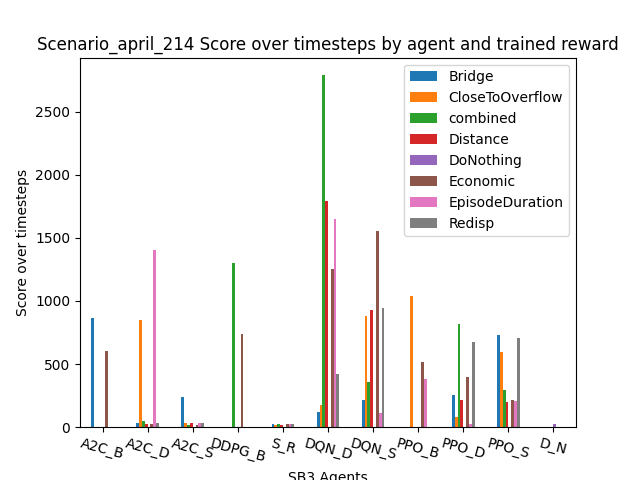 Scenario_april_214 Score over timesteps by agent and trained reward
Score over timesteps
2500
2000
1500
1000
500
0
Bridge
CloseToOverflow
combined
Distance
DoNothing
Economic
EpisodeDuration
Redisp
A2C_B
A2C_D
A2C_S
DDPG_B
S_R
DQN_D
DQN_S
PPO_B
PPO_D
PPO_S
D_N
SB3 Agents